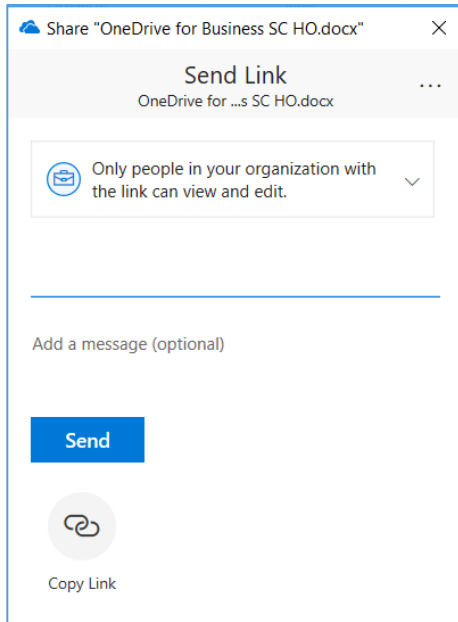 Share "OneDrive for Business SC HO.docx"
Send Link
OneDrive for ...s SC HO.docx
Only people in your organization with
the link can view and edit.
Add a message (optional)
Send
Copy Link